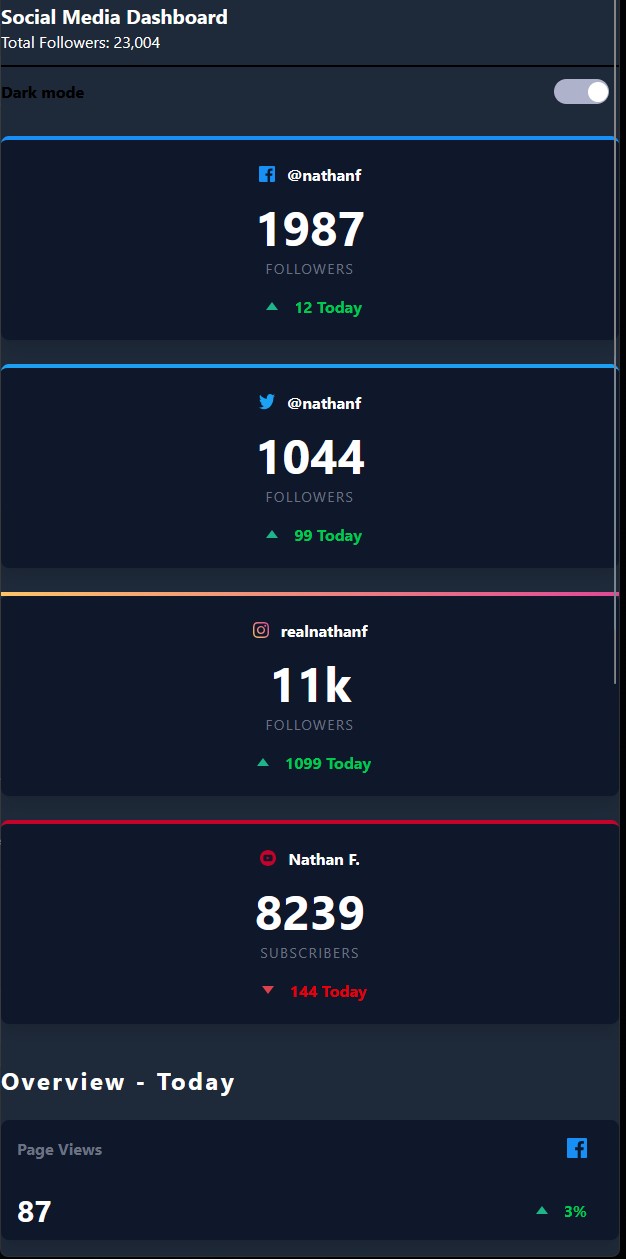 Social Media Dashboard
Total Followers: 23,004
Dark mode
@nathanf
1987
FOLLOWERS
12 Today
@nathanf
1044
FOLLOWERS
99 Today
realnathanf
11k
FOLLOWERS
1099 Today
Nathan F.
8239
SUBSCRIBERS
144 Today
Overview - Today
Page Views
87
3%